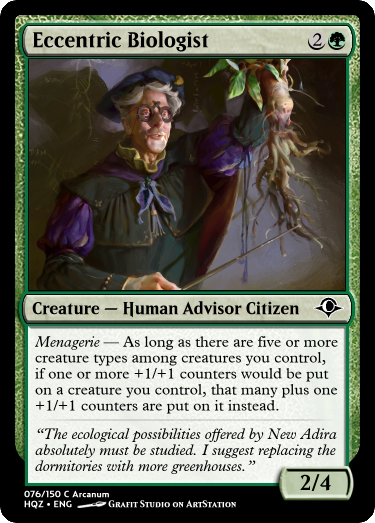 Eccentric Biologist 2
Creature — Human Advisor Citizen
Menagerie — As long as there are five or more
creature types among creatures you control,
if one or more +1/+1 counters would be put
on a creature you control, that many plus one
+1/+1 counters are put on it instead.
“The ecological possibilities offered by New Adira
absolutely must be studied. I suggest replacing the
dormitories with more greenhouses.”
2/4
076/150 C Arcanum
HQZ • ENG Grafit Studio on ArtStation